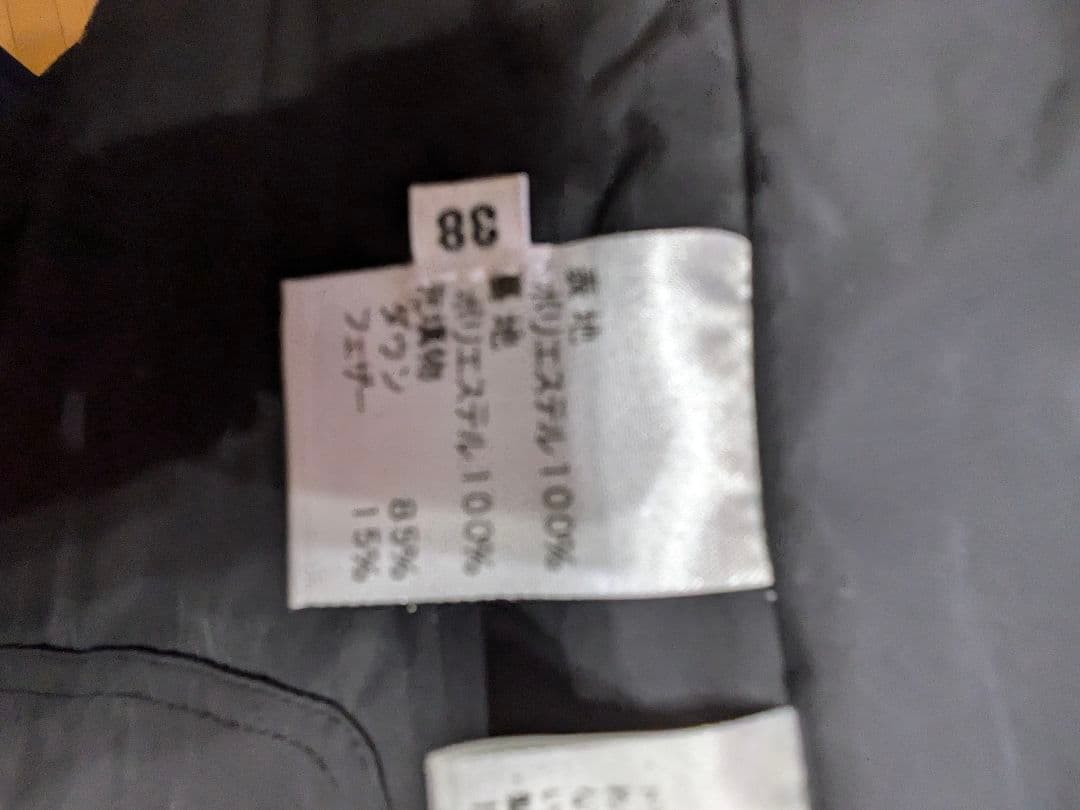 38
表地
ポリエステル100%
裏地
ポリエステル100%
充填物
ダウン 85%
フェザー 15%